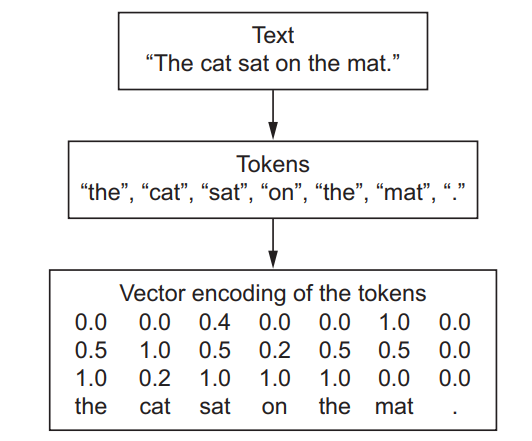 Text
“The cat sat on the mat.”
Tokens
“the”, “cat”, “sat”, “on”, “the”, “mat”, “.”
Vector encoding of the tokens
0.0 0.0 0.4 0.0 0.0 1.0 0.0
0.5 1.0 0.5 0.2 0.5 0.5 0.0
1.0 0.2 1.0 1.0 1.0 0.0 0.0
the cat sat on the mat .